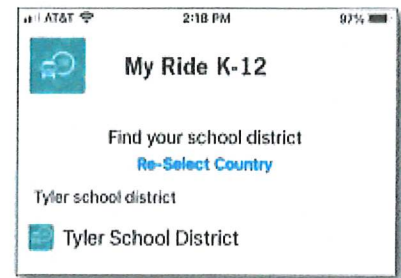 AT&T 2:18 PM 97%
My Ride K-12
Find your school district
Re-Select Country
Tyler school district
Tyler School District